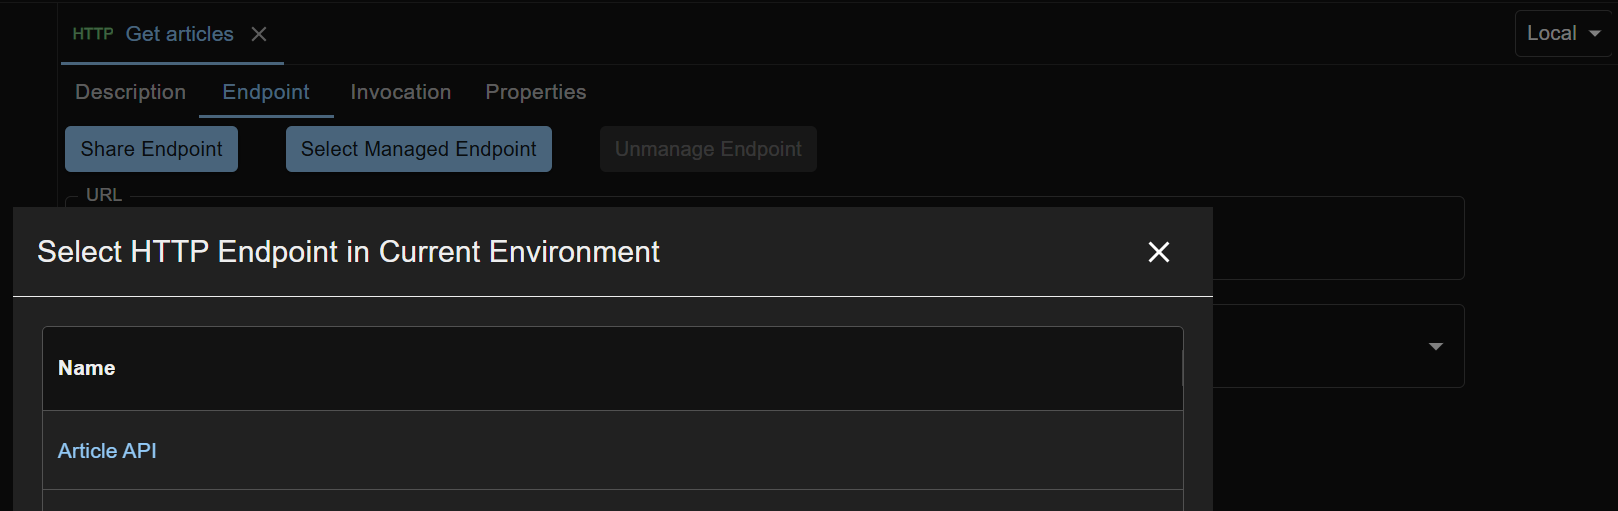 HTTP Get articles
Local
Description Endpoint Invocation Properties
Share Endpoint Select Managed Endpoint Unmanage Endpoint
URL
Select HTTP Endpoint in Current Environment
Name
Article API